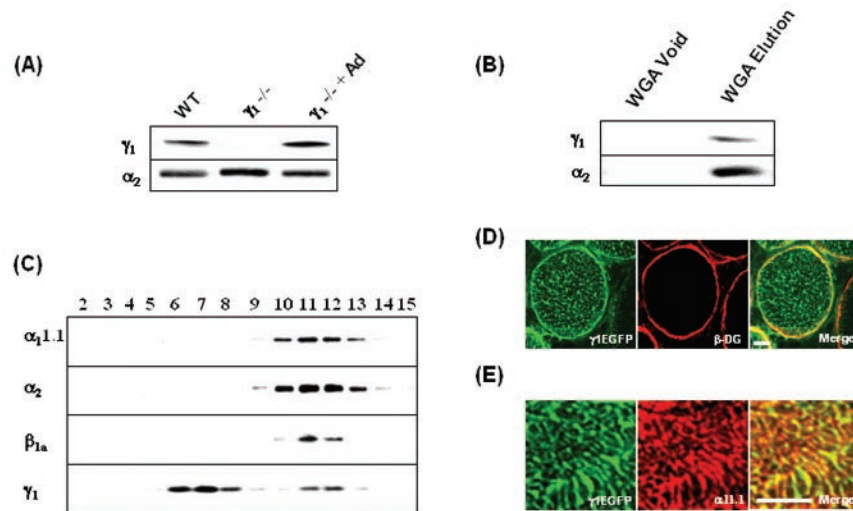 (A)
WT
γ₁ -/-
γ₁ -/- + Ad
γ₁
α₂
(B)
WGA Void
WGA Elution
γ₁
α₂
(C)
2 3 4 5 6 7 8 9 10 11 12 13 14 15
α₁1.1
α₂
β₁ₐ
γ₁
(D)
γ1EGFP
β-DG
Merge
(E)
γ1EGFP
α11.1
Merge